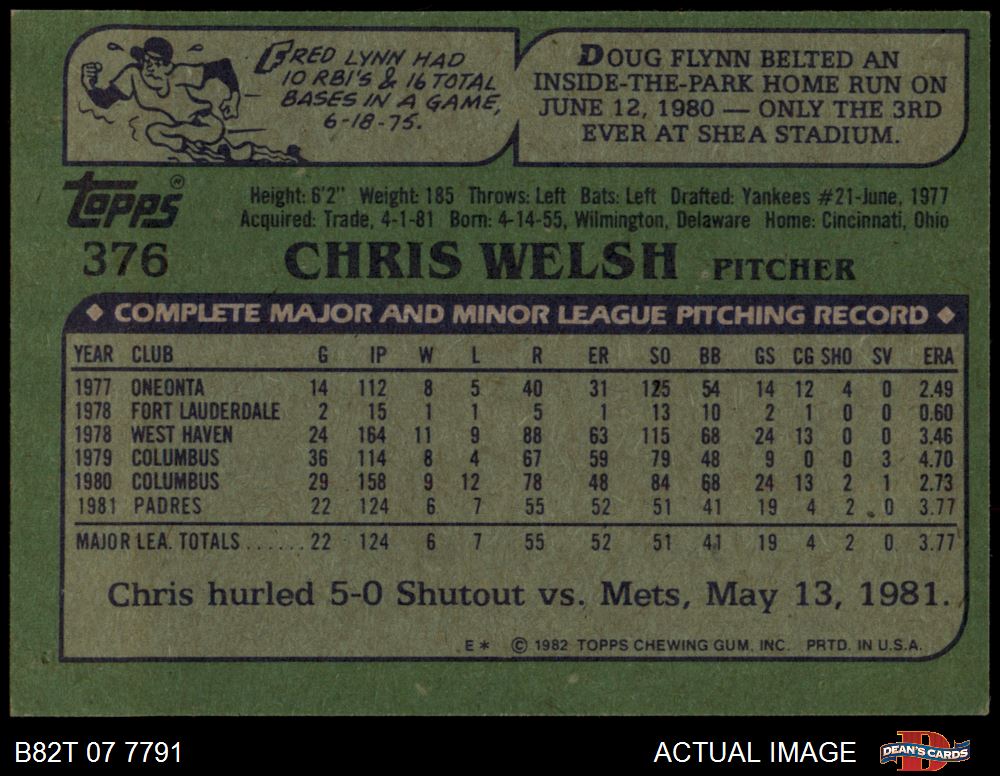 FRED LYNN HAD
10 RBI'S & 16 TOTAL
BASES IN A GAME,
6-18-75.
DOUG FLYNN BELTED AN
INSIDE-THE-PARK HOME RUN ON
JUNE 12, 1980 — ONLY THE 3RD
EVER AT SHEA STADIUM.
Topps®
Height: 6'2" Weight: 185 Throws: Left Bats: Left Drafted: Yankees #21-June, 1977
Acquired: Trade, 4-1-81 Born: 4-14-55, Wilmington, Delaware Home: Cincinnati, Ohio
376 CHRIS WELSH PITCHER
◆ COMPLETE MAJOR AND MINOR LEAGUE PITCHING RECORD ◆
YEAR CLUB G IP W L R ER SO BB GS CG SHO SV ERA
1977 ONEONTA 14 112 8 5 40 31 125 54 14 12 4 0 2.49
1978 FORT LAUDERDALE 2 15 1 1 5 1 13 10 2 1 0 0 0.60
1978 WEST HAVEN 24 164 11 9 88 63 115 68 24 13 0 0 3.46
1979 COLUMBUS 36 114 8 4 67 59 79 48 9 0 0 3 4.70
1980 COLUMBUS 29 158 9 12 78 48 84 68 24 13 2 1 2.73
1981 PADRES 22 124 6 7 55 52 51 41 19 4 2 0 3.77
MAJOR LEA. TOTALS ...... 22 124 6 7 55 52 51 41 19 4 2 0 3.77
Chris hurled 5-0 Shutout vs. Mets, May 13, 1981.
E* © 1982 TOPPS CHEWING GUM, INC. PRTD. IN U.S.A.
B82T 07 7791 ACTUAL IMAGE D DEAN'S CARDS